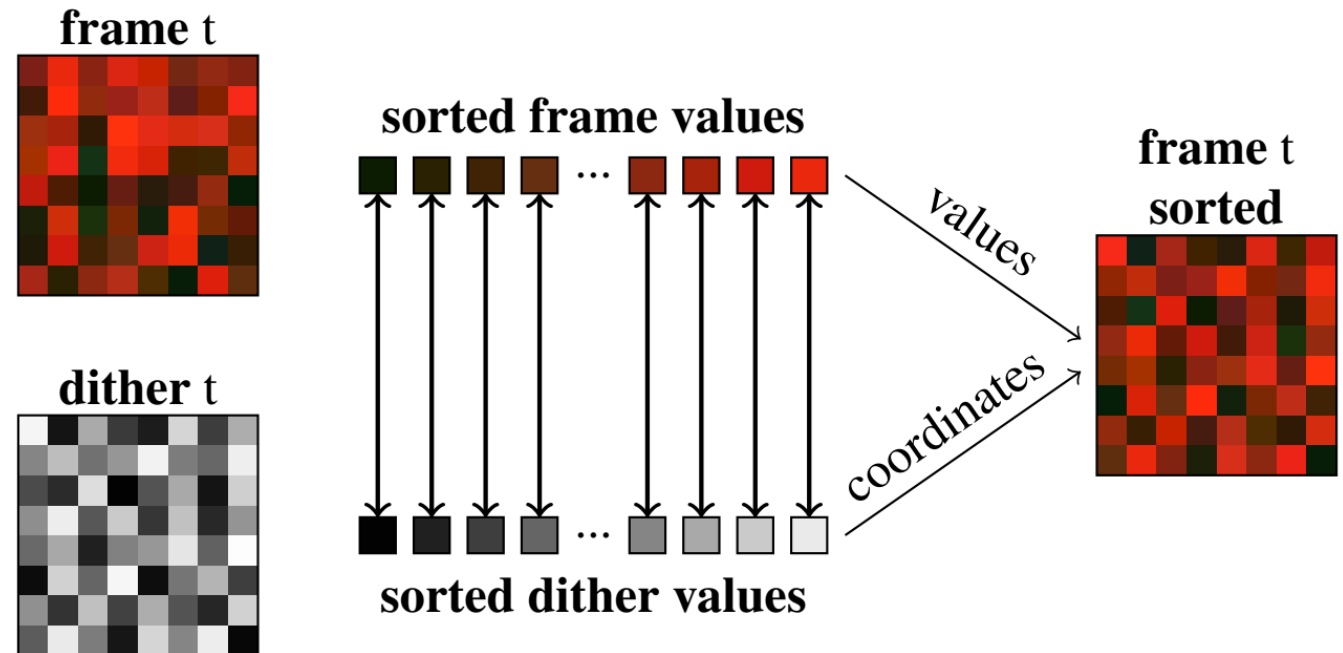 frame t
sorted frame values
...
values
frame t
sorted
dither t
coordinates
...
sorted dither values